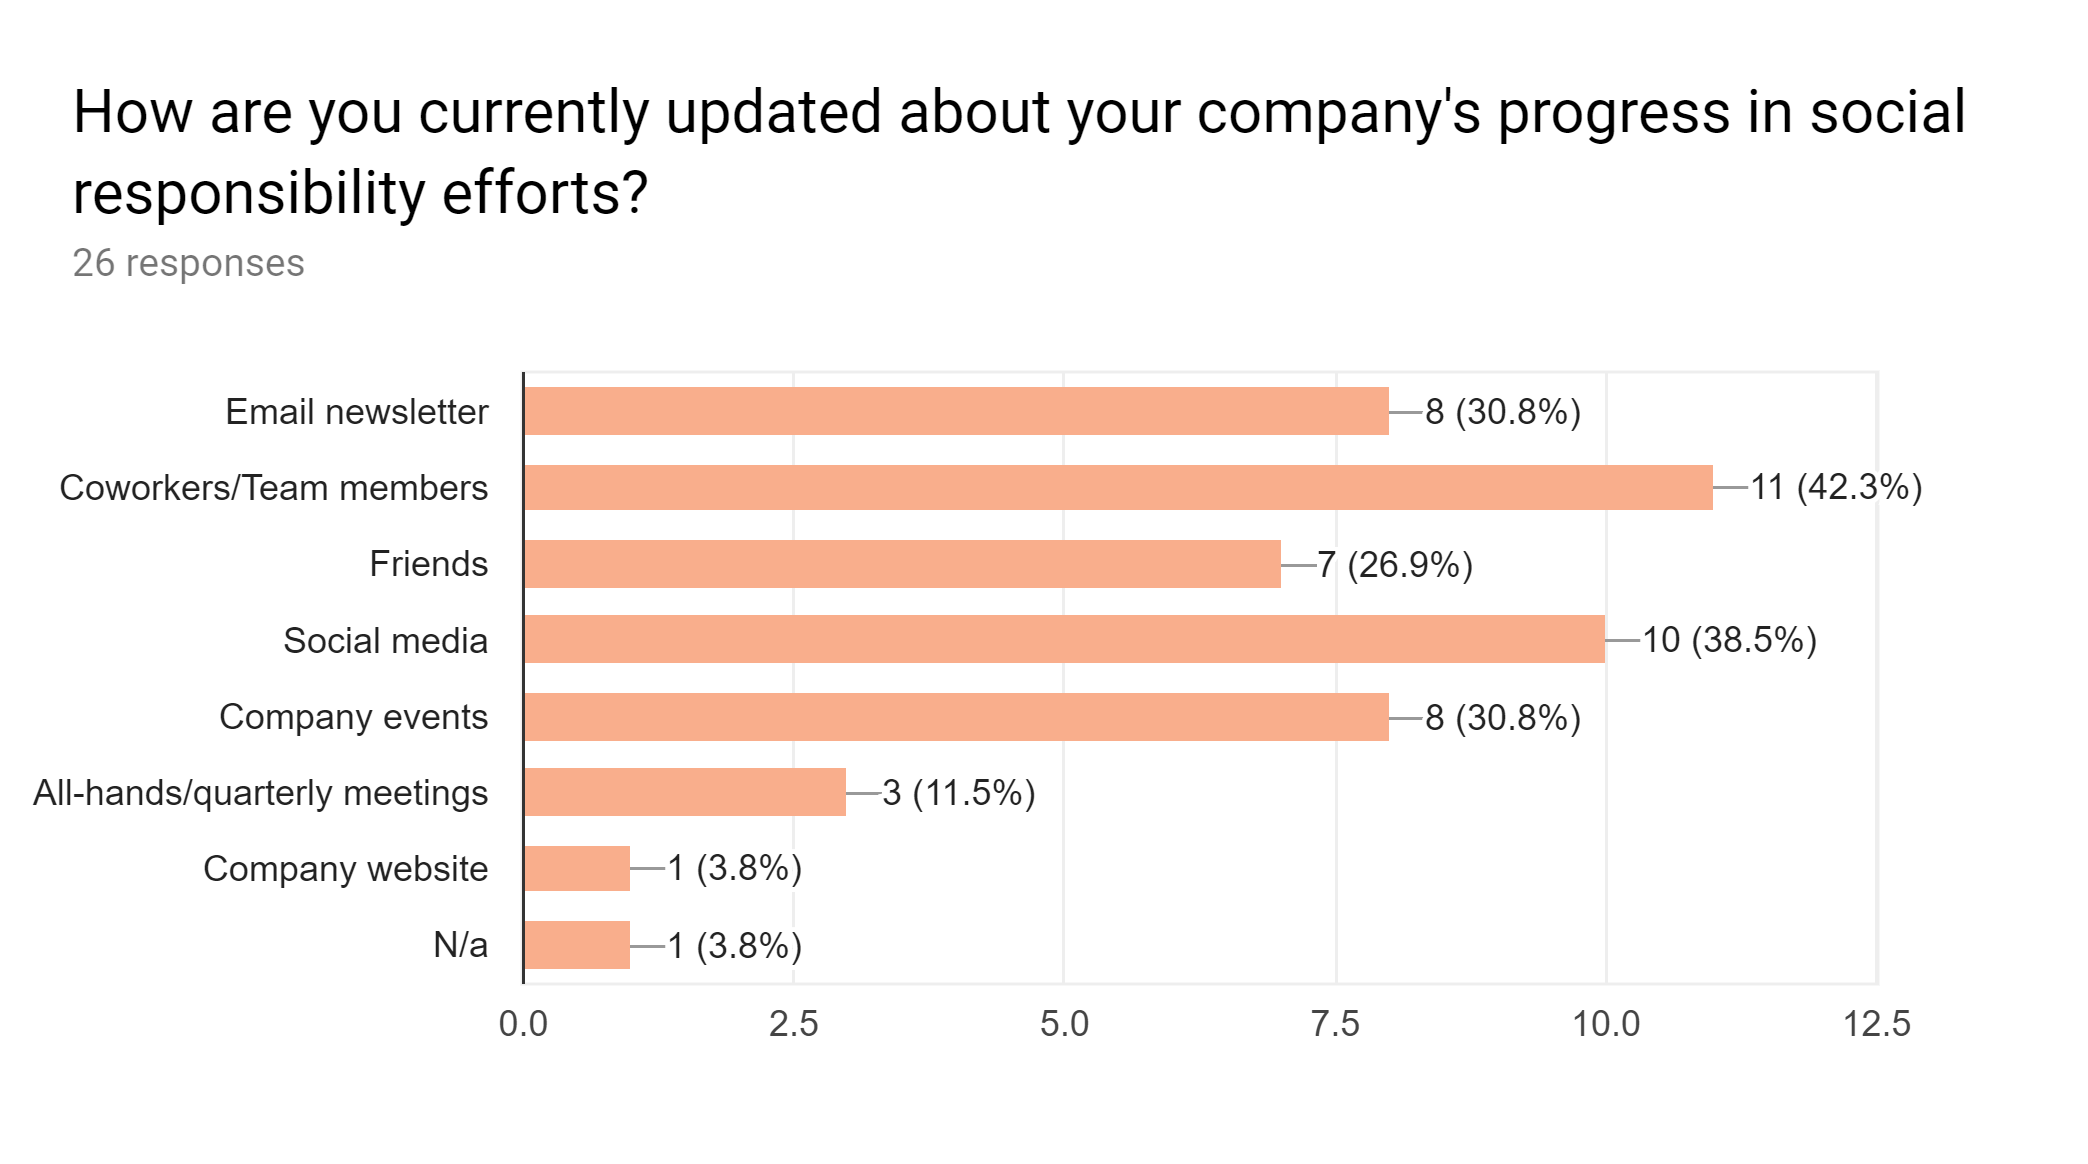 How are you currently updated about your company's progress in social
responsibility efforts?
26 responses
Email newsletter
8 (30.8%)
Coworkers/Team members
11 (42.3%)
Friends
7 (26.9%)
Social media
10 (38.5%)
Company events
8 (30.8%)
All-hands/quarterly meetings
3 (11.5%)
Company website
1 (3.8%)
N/a
1 (3.8%)
0.0 2.5 5.0 7.5 10.0 12.5